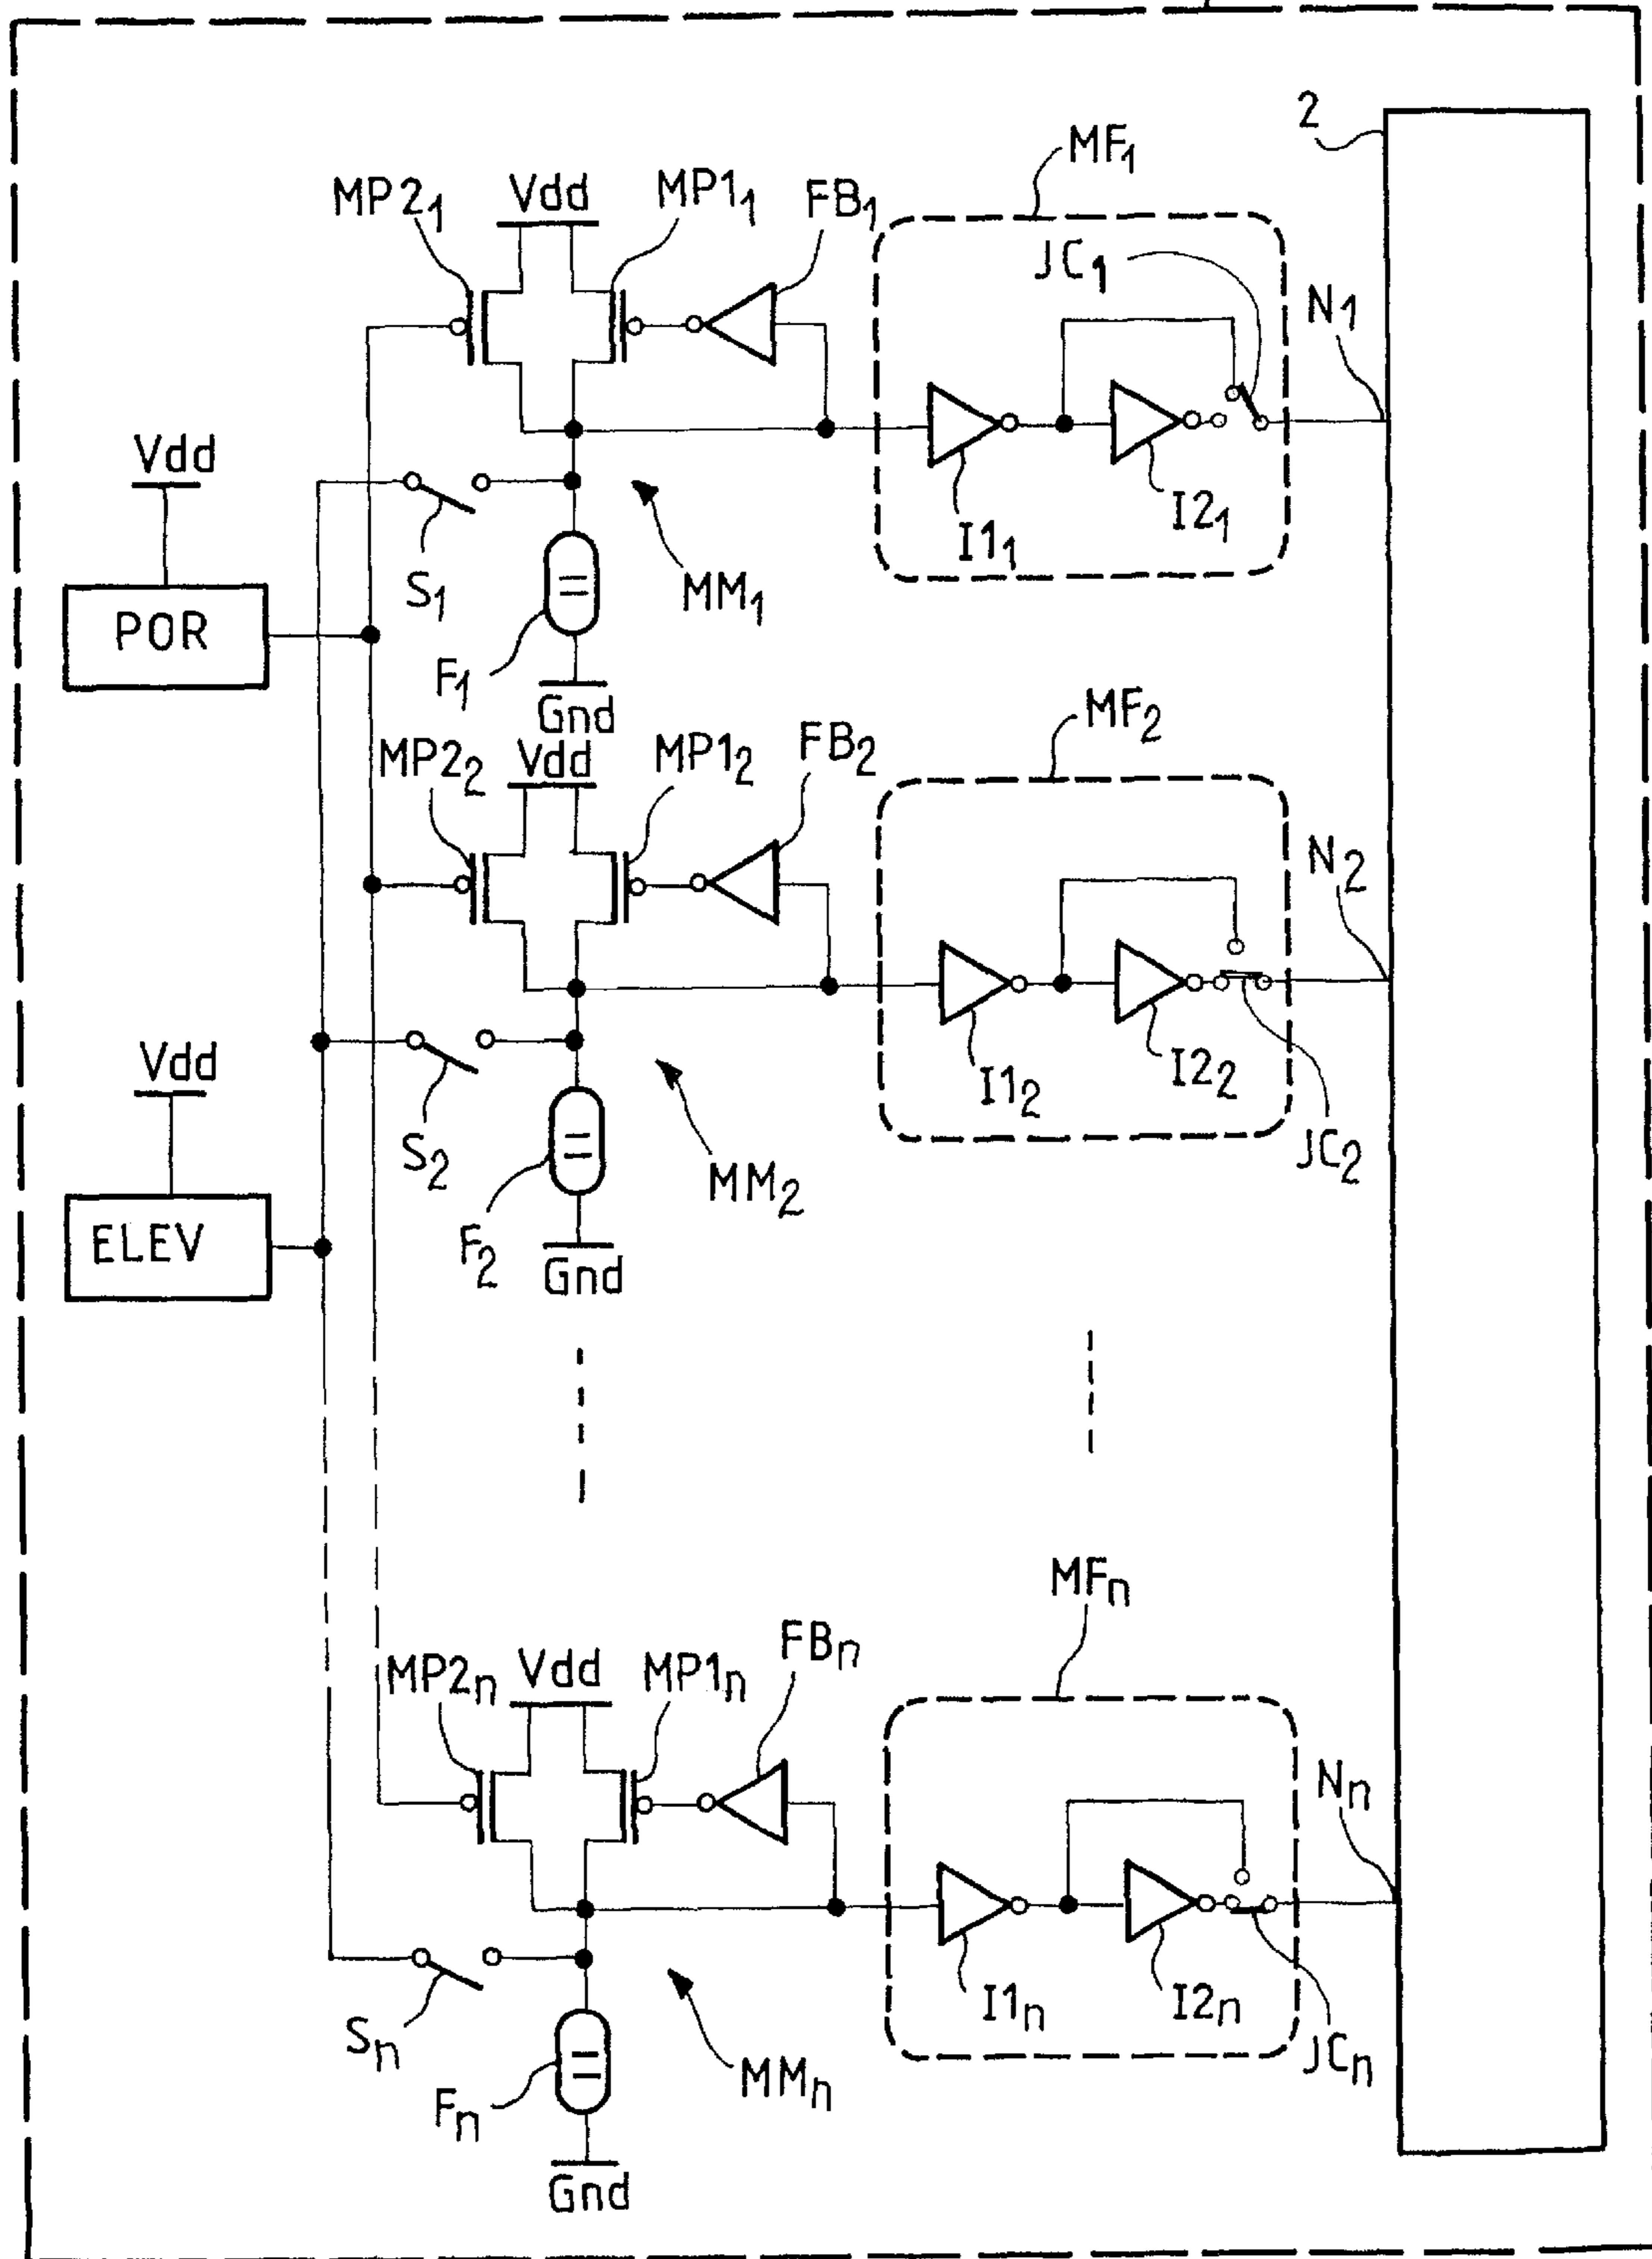 2
MF₁
MP2₁
Vdd
MP1₁
FB₁
JC₁
N₁
Vdd
I1₁
I2₁
S₁
MM₁
POR
F₁
Gnd
MP2₂
Vdd
MP1₂
FB₂
MF₂
N₂
Vdd
I1₂
I2₂
S₂
MM₂
JC₂
ELEV
F₂
Gnd
MFₙ
MP2ₙ
Vdd
MP1ₙ
FBₙ
Nₙ
I1ₙ
I2ₙ
Sₙ
MMₙ
JCₙ
Fₙ
Gnd